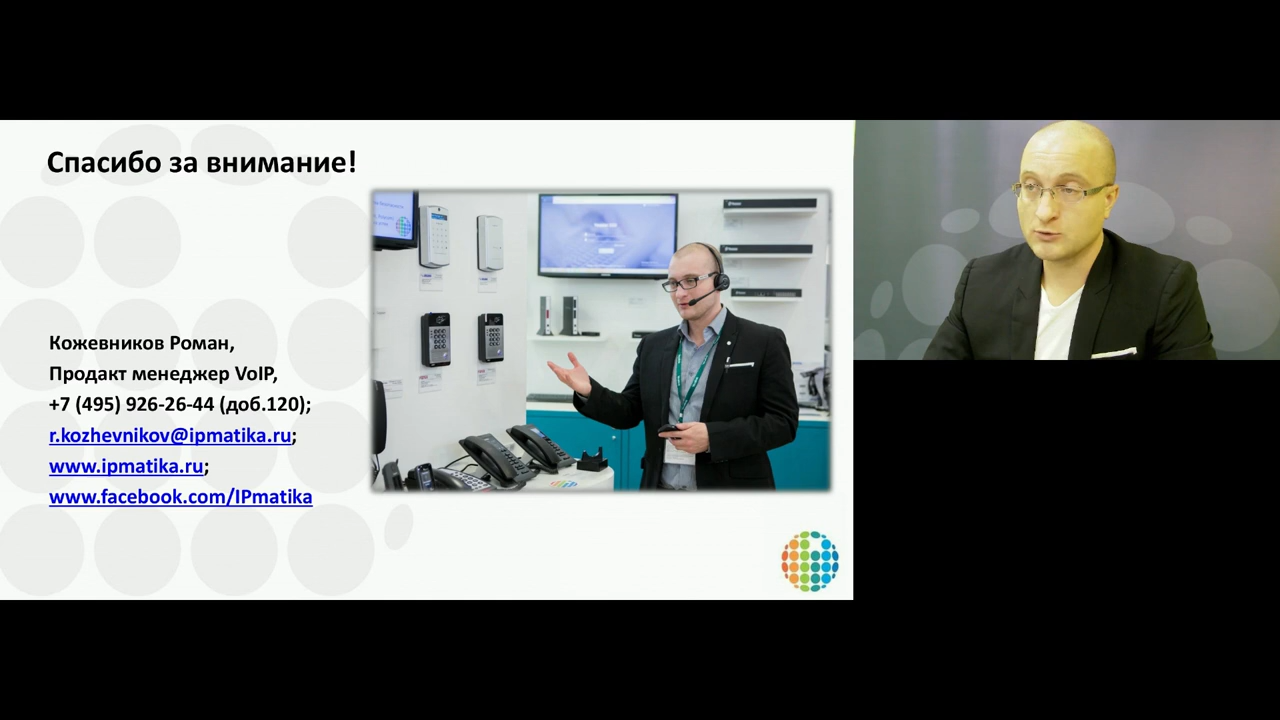 Спасибо за внимание!
Кожевников Роман,
Продакт менеджер VoIP,
+7 (495) 926-26-44 (доб.120);
r.kozhevnikov@ipmatika.ru;
www.ipmatika.ru;
www.facebook.com/IPmatika